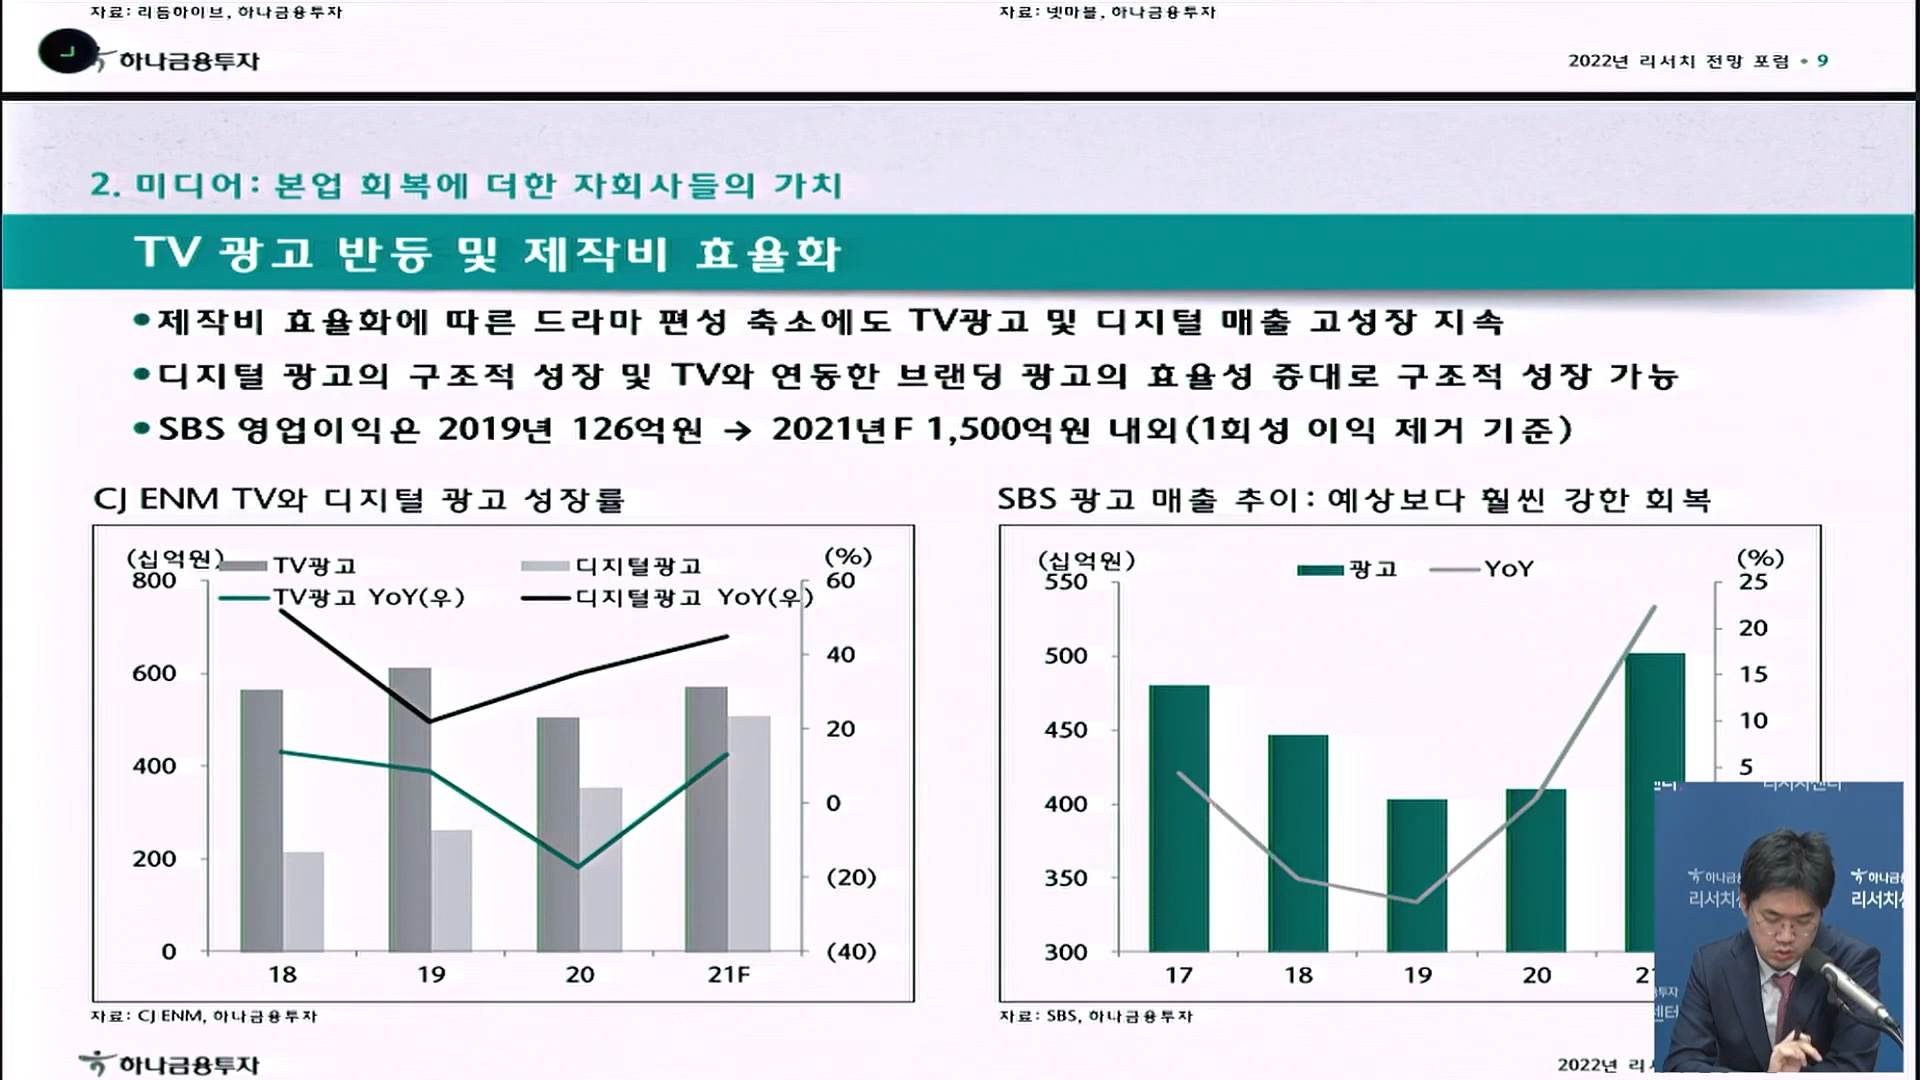 자료: 리듬하이브, 하나금융투자
자료: 넷마블, 하나금융투자
하나금융투자
2022년 리서치 전망 포럼 • 9
2. 미디어: 본업 회복에 더한 자회사들의 가치
TV 광고 반등 및 제작비 효율화
•제작비 효율화에 따른 드라마 편성 축소에도 TV광고 및 디지털 매출 고성장 지속
•디지털 광고의 구조적 성장 및 TV와 연동한 브랜딩 광고의 효율성 증대로 구조적 성장 가능
•SBS 영업이익은 2019년 126억원 → 2021년F 1,500억원 내외(1회성 이익 제거 기준)
CJ ENM TV와 디지털 광고 성장률
(십억원)
(%)
TV광고
디지털광고
TV광고 YoY(우)
디지털광고 YoY(우)
800
600
400
200
0
60
40
20
0
(20)
(40)
18
19
20
21F
자료: CJ ENM, 하나금융투자
SBS 광고 매출 추이: 예상보다 훨씬 강한 회복
(십억원)
(%)
광고
YoY
550
500
450
400
350
300
25
20
15
10
5
17
18
19
20
자료: SBS, 하나금융투자
하나금융투자
2022년
리서치센터
하나금융
리서치